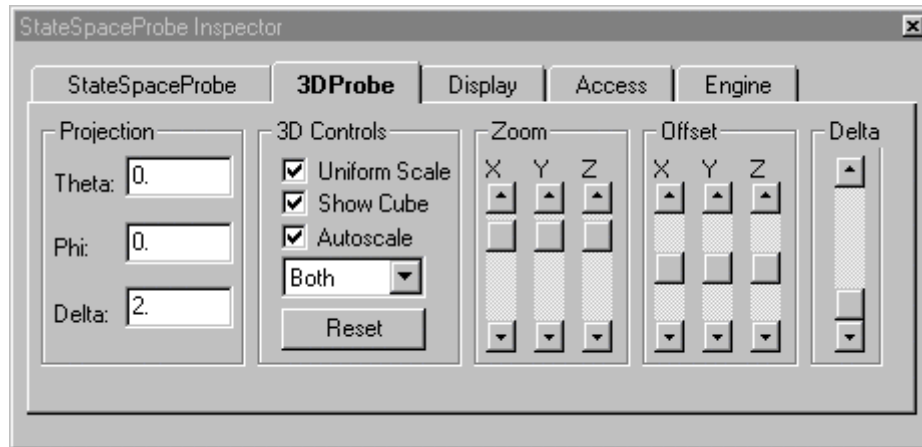 StateSpaceProbe Inspector
StateSpaceProbe 3DProbe Display Access Engine
Projection
Theta: 0.
Phi: 0.
Delta: 2.
3D Controls
Uniform Scale
Show Cube
Autoscale
Both
Reset
Zoom
X Y Z
Offset
X Y Z
Delta